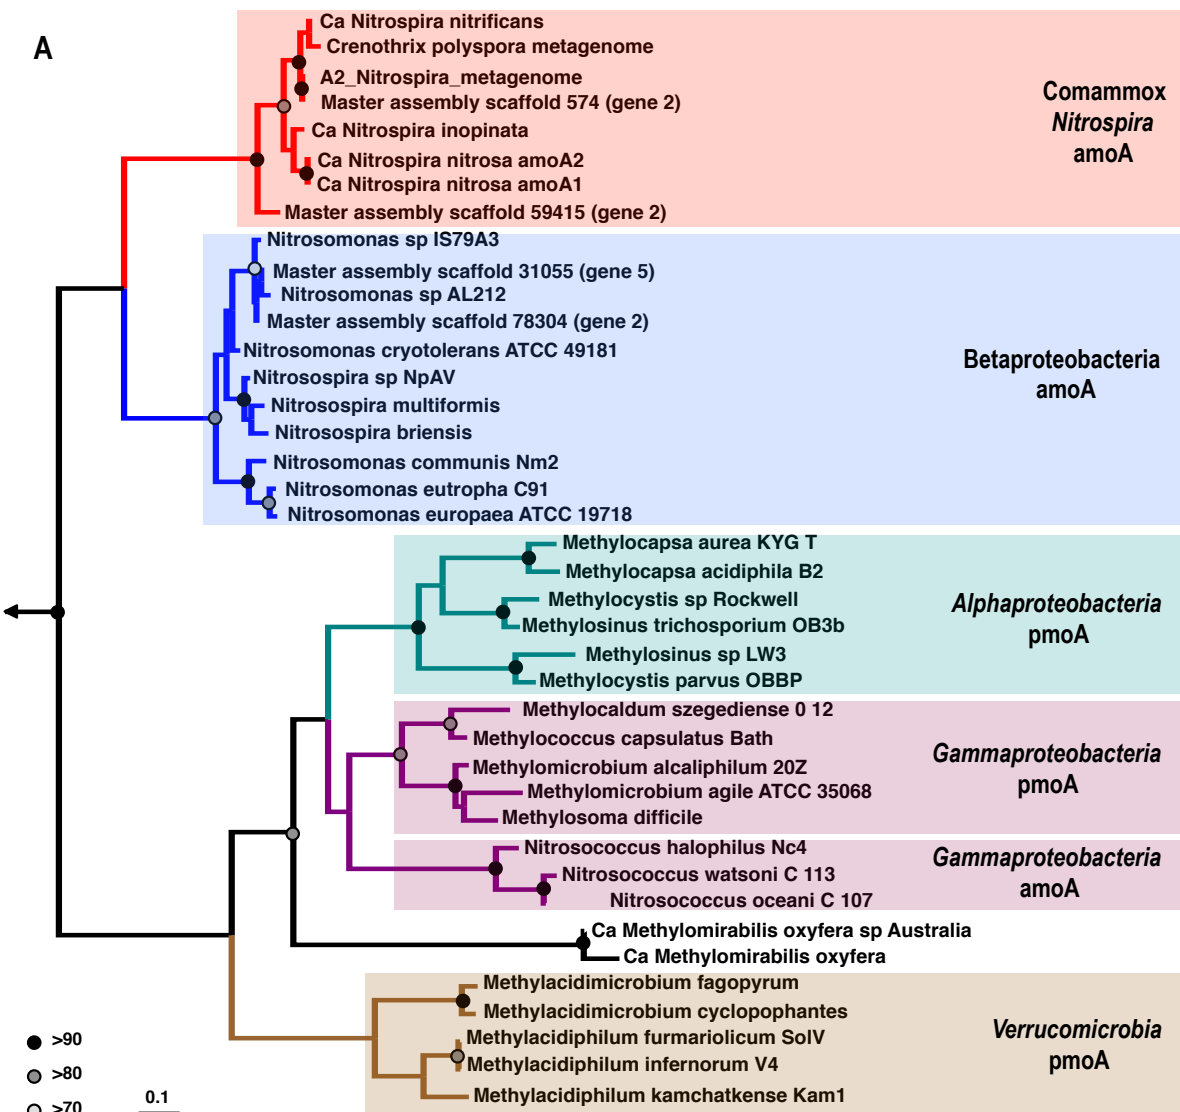 A
Ca Nitrospira nitrificans
Crenothrix polyspora metagenome
A2_Nitrospira_metagenome
Master assembly scaffold 574 (gene 2)
Ca Nitrospira inopinata
Ca Nitrospira nitrosa amoA2
Ca Nitrospira nitrosa amoA1
Master assembly scaffold 59415 (gene 2)
Comammox
Nitrospira
amoA
Nitrosomonas sp IS79A3
Master assembly scaffold 31055 (gene 5)
Nitrosomonas sp AL212
Master assembly scaffold 78304 (gene 2)
Nitrosomonas cryotolerans ATCC 49181
Nitrosospira sp NpAV
Nitrosospira multiformis
Nitrosospira briensis
Nitrosomonas communis Nm2
Nitrosomonas eutropha C91
Nitrosomonas europaea ATCC 19718
Betaproteobacteria
amoA
Methylocapsa aurea KYG T
Methylocapsa acidiphila B2
Methylocystis sp Rockwell
Methylosinus trichosporium OB3b
Methylosinus sp LW3
Methylocystis parvus OBBP
Alphaproteobacteria
pmoA
Methylocaldum szegediense 0 12
Methylococcus capsulatus Bath
Methylomicrobium alcaliphilum 20Z
Methylomicrobium agile ATCC 35068
Methylosoma difficile
Gammaproteobacteria
pmoA
Nitrosococcus halophilus Nc4
Nitrosococcus watsoni C 113
Nitrosococcus oceani C 107
Gammaproteobacteria
amoA
Ca Methylomirabilis oxyfera sp Australia
Ca Methylomirabilis oxyfera
Methylacidimicrobium fagopyrum
Methylacidimicrobium cyclopophantes
Methylacidiphilum furmariolicum SolV
Methylacidiphilum infernorum V4
Methylacidiphilum kamchatkense Kam1
Verrucomicrobia
pmoA
>90
>80
>70
0.1